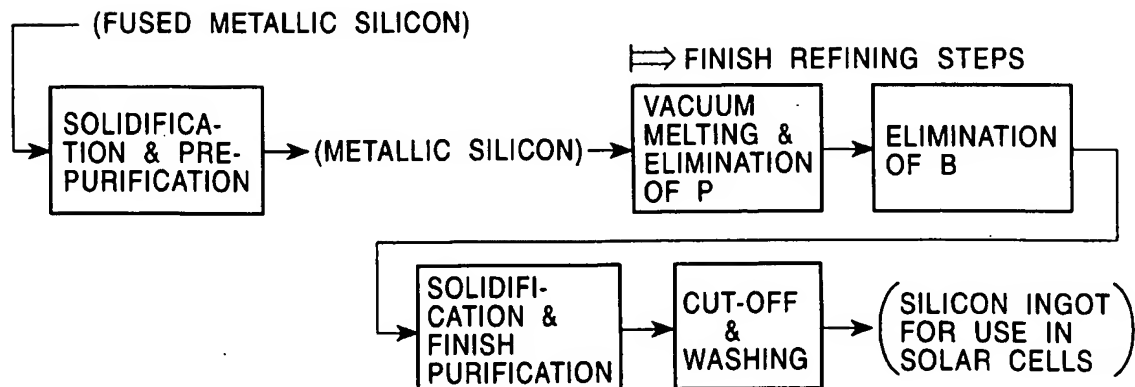 (FUSED METALLIC SILICON)
FINISH REFINING STEPS
SOLIDIFICA-
TION & PRE-
PURIFICATION
(METALLIC SILICON)
VACUUM
MELTING &
ELIMINATION
OF P
ELIMINATION
OF B
SOLIDIFI-
CATION &
FINISH
PURIFICATION
CUT-OFF
&
WASHING
(SILICON INGOT
FOR USE IN
SOLAR CELLS)